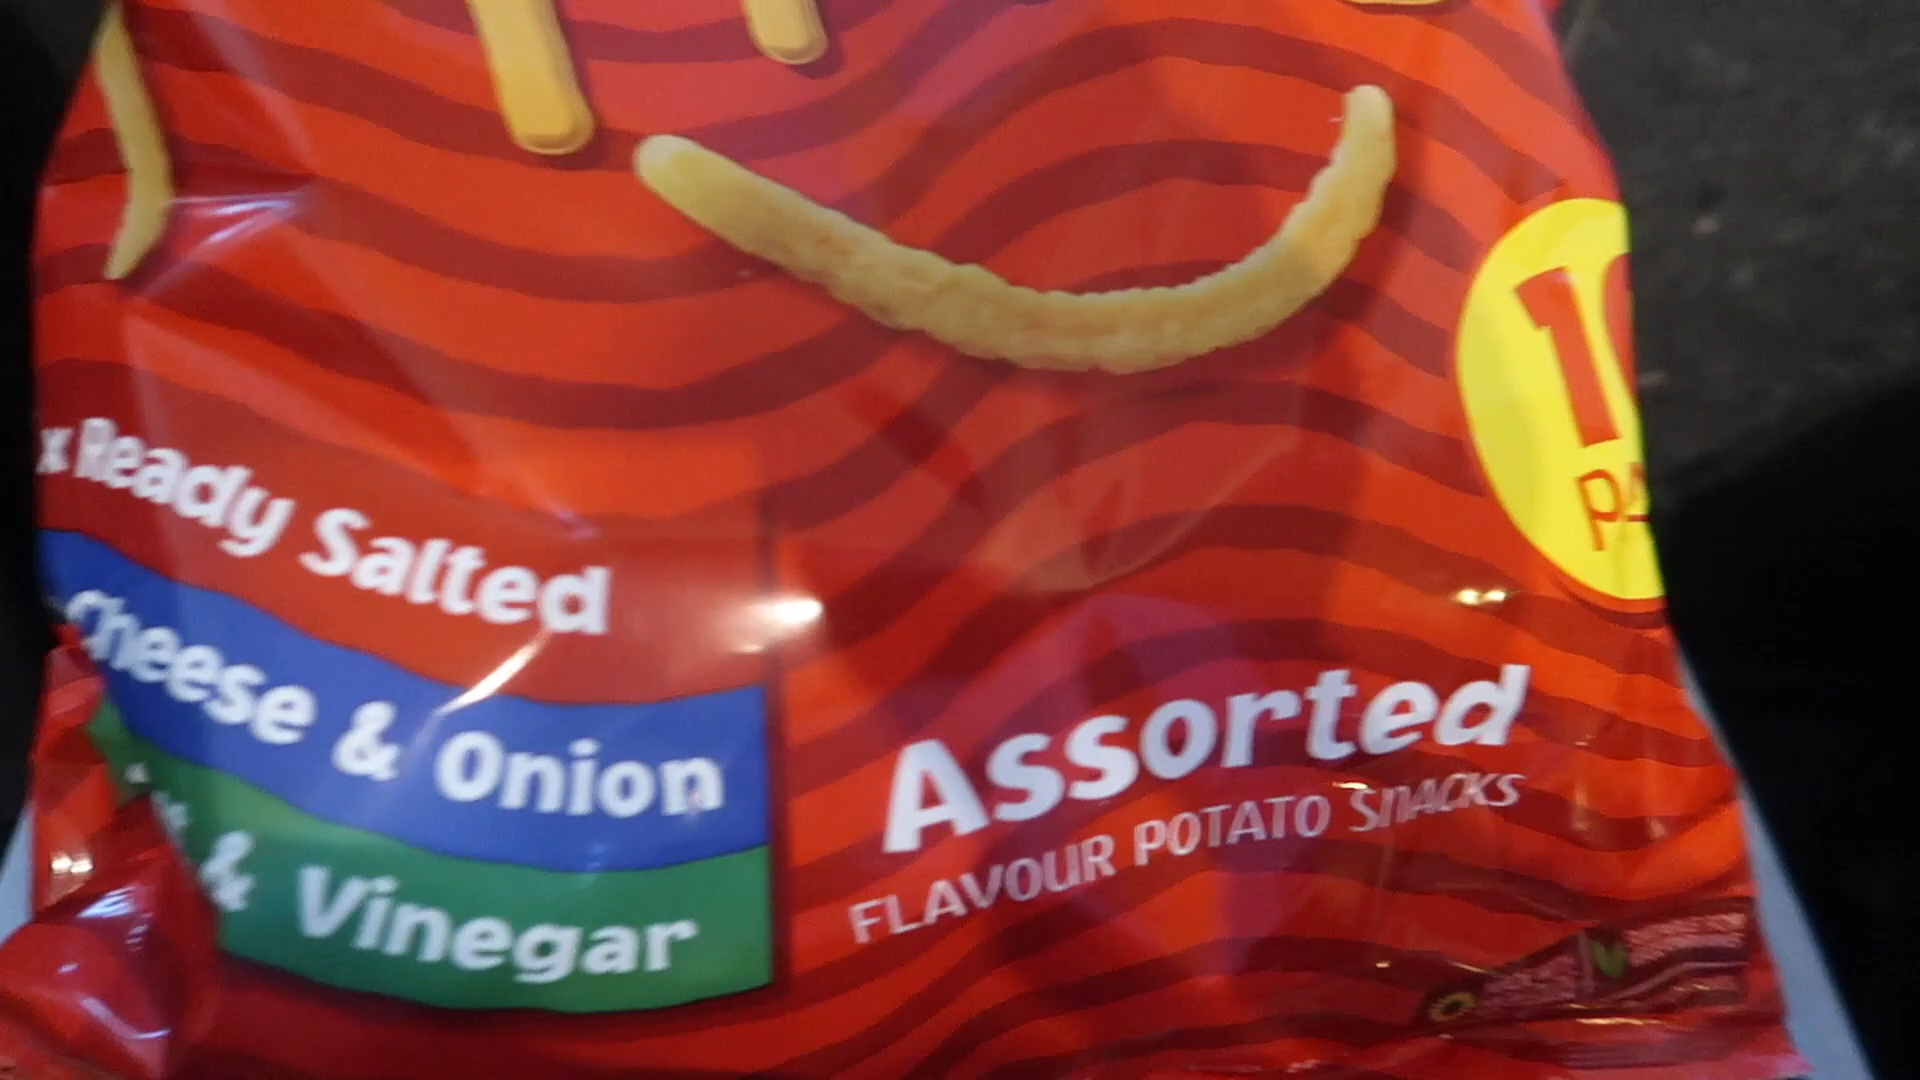 x Ready Salted
Cheese & Onion
& Vinegar
Assorted
FLAVOUR POTATO SNACKS